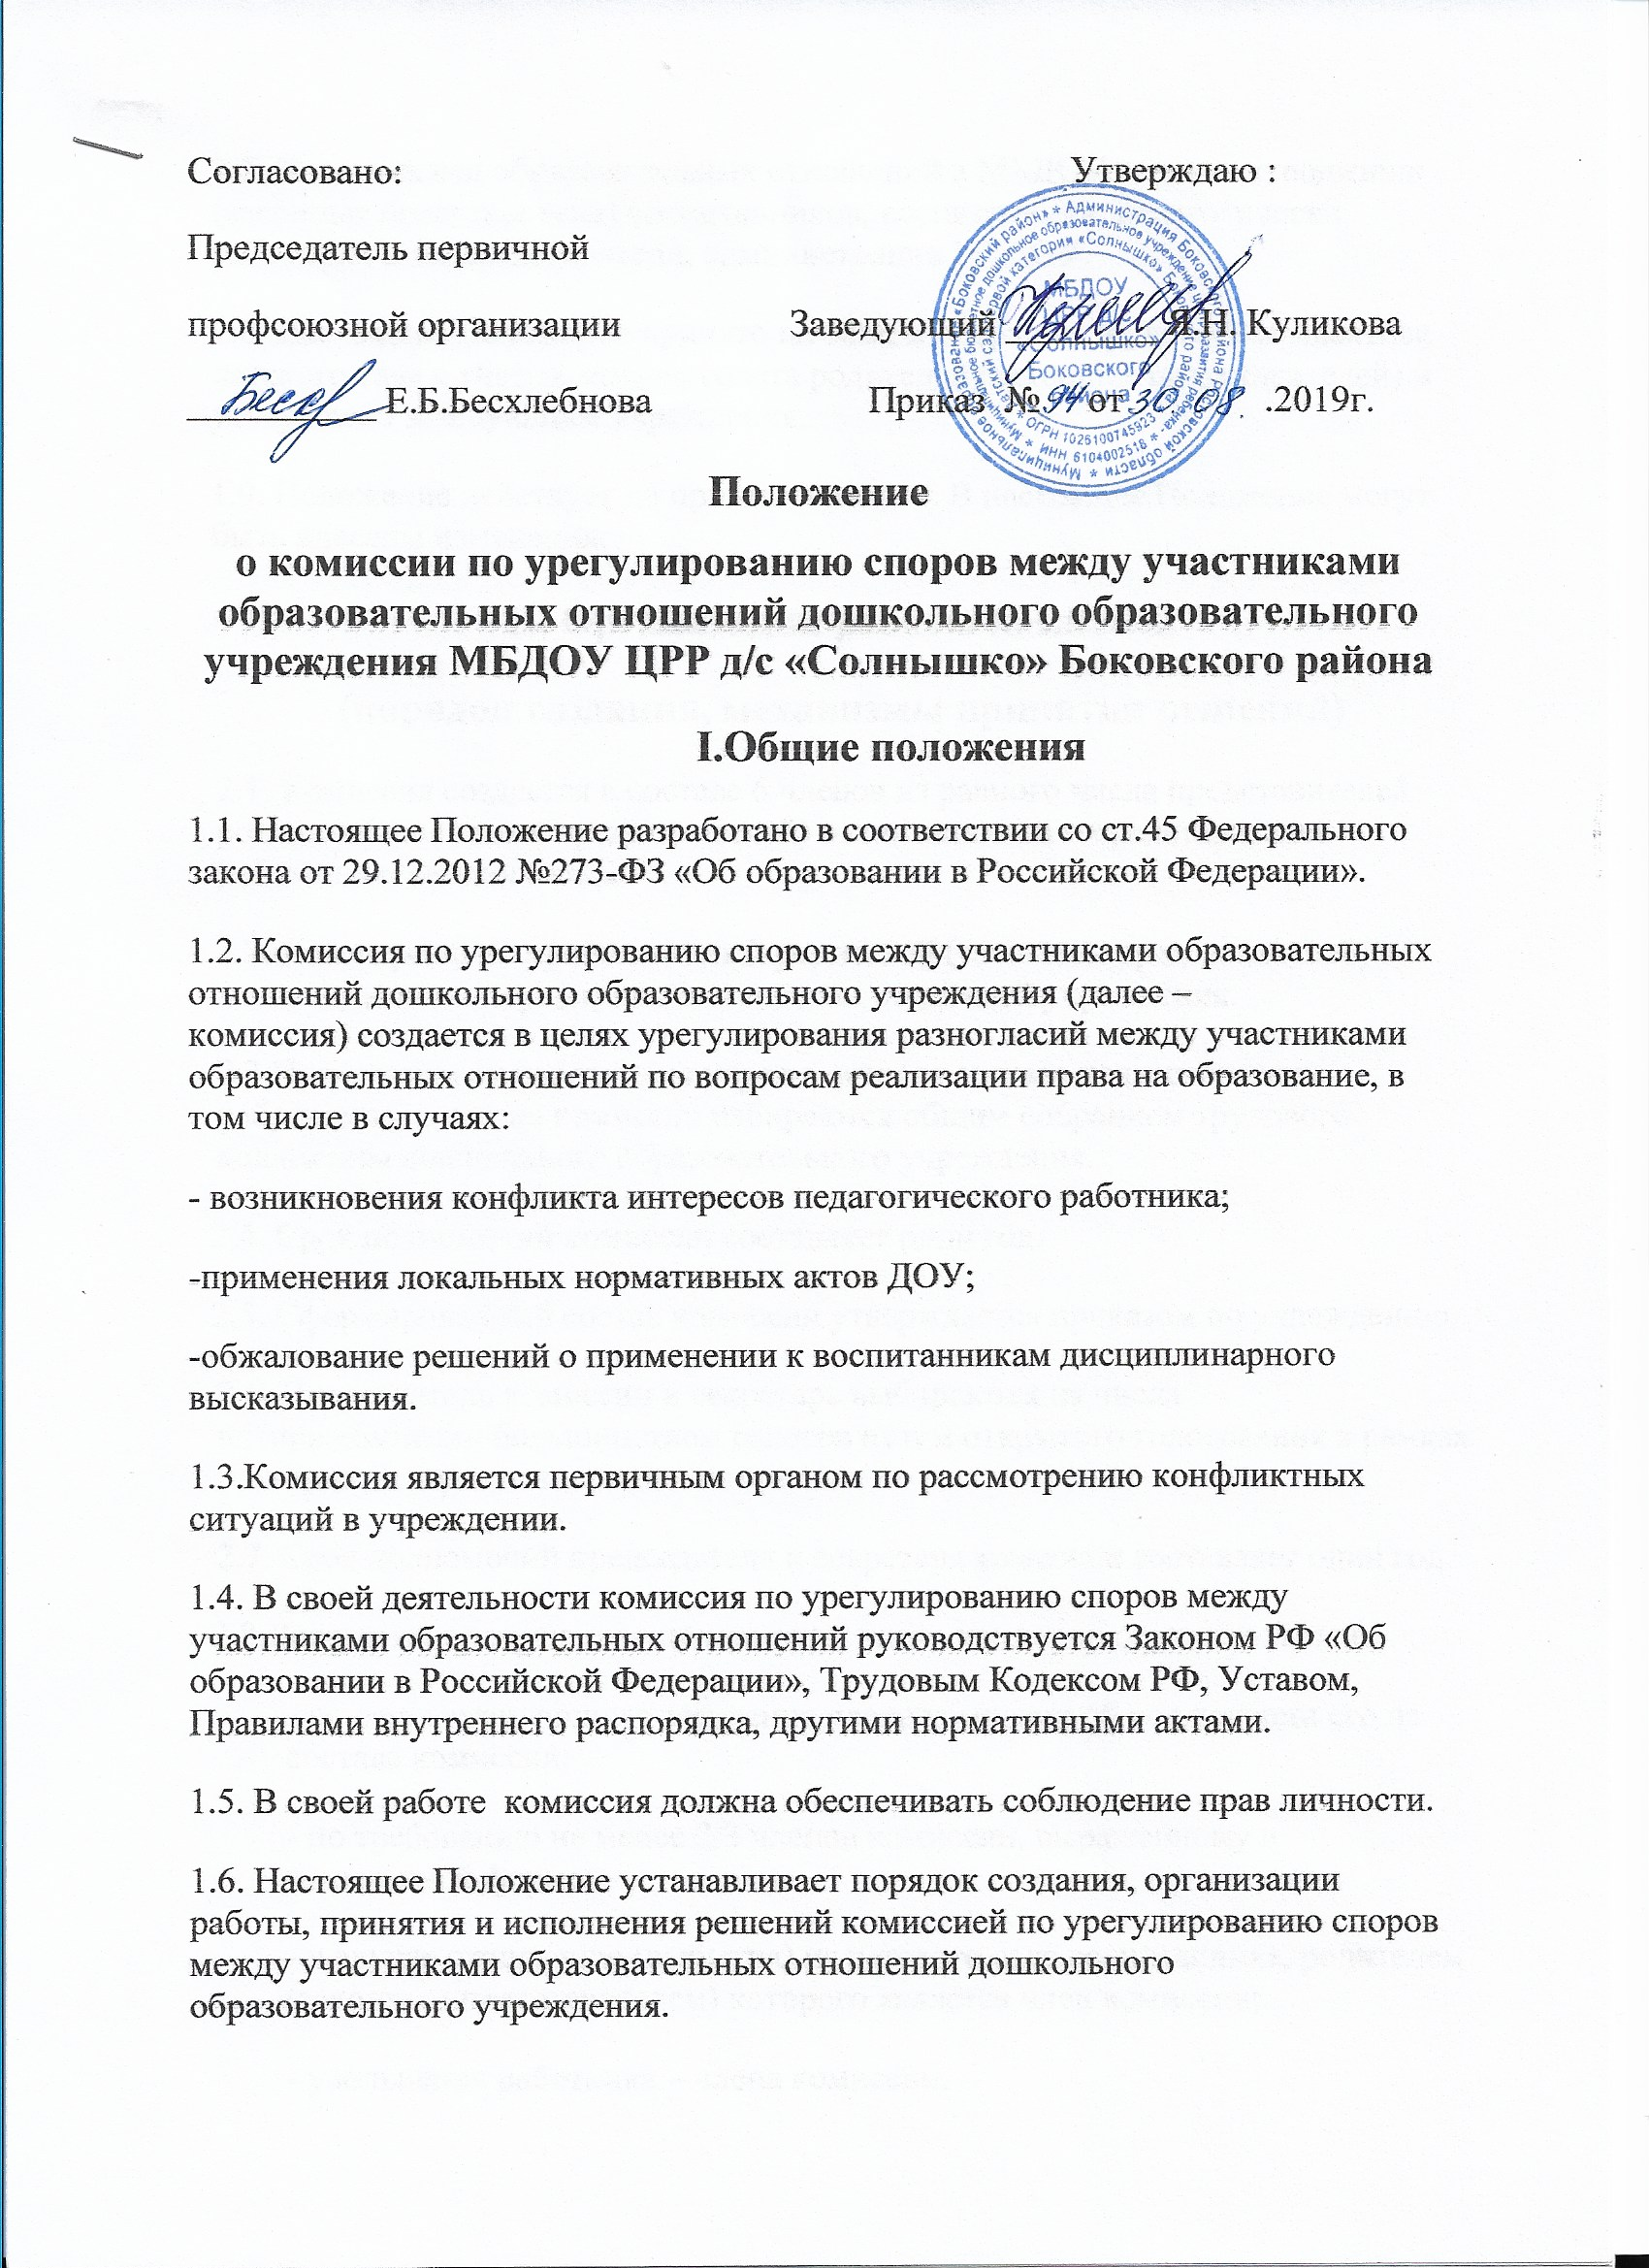 Согласовано: Утверждаю :
Председатель первичной
профсоюзной организации Заведующий Я.Н. Куликова
Е.Б.Бесхлебнова Приказ №94 от 30.08. .2019г.
МБДОУ
ЦРР д/с
«Солнышко»
Боковского
района
ОГРН 1026100745923
ИНН 6104002518
Положение
о комиссии по урегулированию споров между участниками
образовательных отношений дошкольного образовательного
учреждения МБДОУ ЦРР д/с «Солнышко» Боковского района
I.Общие положения
1.1. Настоящее Положение разработано в соответствии со ст.45 Федерального
закона от 29.12.2012 №273-ФЗ «Об образовании в Российской Федерации».
1.2. Комиссия по урегулированию споров между участниками образовательных
отношений дошкольного образовательного учреждения (далее –
комиссия) создается в целях урегулирования разногласий между участниками
образовательных отношений по вопросам реализации права на образование, в
том числе в случаях:
- возникновения конфликта интересов педагогического работника;
-применения локальных нормативных актов ДОУ;
-обжалование решений о применении к воспитанникам дисциплинарного
высказывания.
1.3.Комиссия является первичным органом по рассмотрению конфликтных
ситуаций в учреждении.
1.4. В своей деятельности комиссия по урегулированию споров между
участниками образовательных отношений руководствуется Законом РФ «Об
образовании в Российской Федерации», Трудовым Кодексом РФ, Уставом,
Правилами внутреннего распорядка, другими нормативными актами.
1.5. В своей работе комиссия должна обеспечивать соблюдение прав личности.
1.6. Настоящее Положение устанавливает порядок создания, организации
работы, принятия и исполнения решений комиссией по урегулированию споров
между участниками образовательных отношений дошкольного
образовательного учреждения.